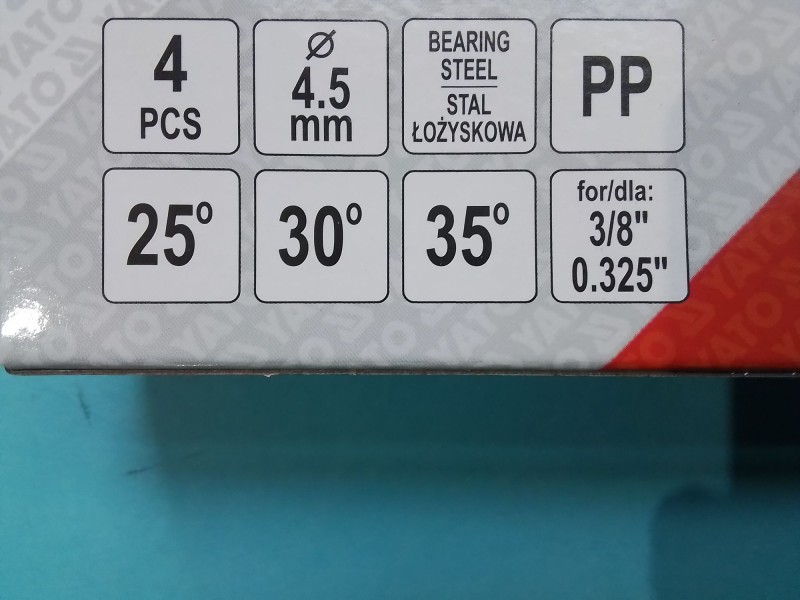 4
PCS
Ø
4.5
mm
BEARING
STEEL
STAL
ŁOŻYSKOWA
PP
25°
30°
35°
for/dla:
3/8"
0.325"
YATO